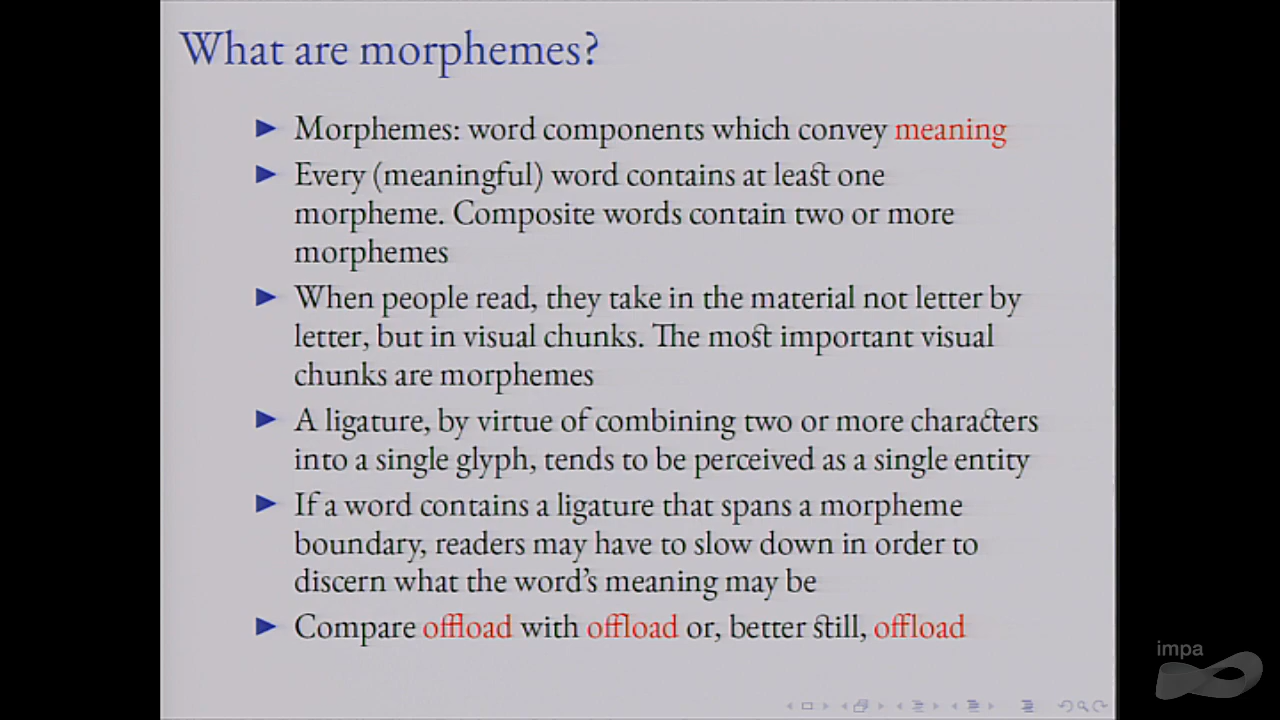 What are morphemes?
Morphemes: word components which convey meaning
Every (meaningful) word contains at least one
morpheme. Composite words contain two or more
morphemes
When people read, they take in the material not letter by
letter, but in visual chunks. The most important visual
chunks are morphemes
A ligature, by virtue of combining two or more characters
into a single glyph, tends to be perceived as a single entity
If a word contains a ligature that spans a morpheme
boundary, readers may have to slow down in order to
discern what the word's meaning may be
Compare offload with offload or, better still, offload
impa